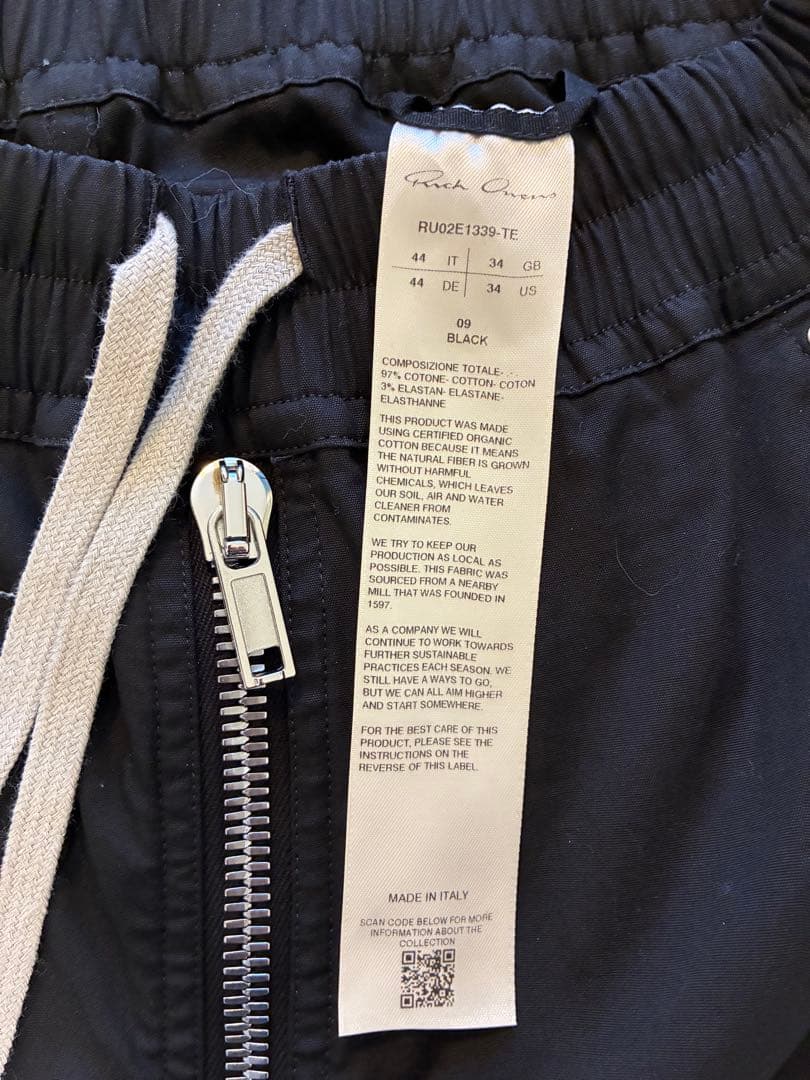 Rick Owens
RU02E1339-TE
44 IT 34 GB
44 DE 34 US
09
BLACK
COMPOSIZIONE TOTALE-
97% COTONE- COTTON- COTON
3% ELASTAN- ELASTANE-
ELASTHANNE
THIS PRODUCT WAS MADE
USING CERTIFIED ORGANIC
COTTON BECAUSE IT MEANS
THE NATURAL FIBER IS GROWN
WITHOUT HARMFUL
CHEMICALS, WHICH LEAVES
OUR SOIL, AIR AND WATER
CLEANER FROM
CONTAMINATES.
WE TRY TO KEEP OUR
PRODUCTION AS LOCAL AS
POSSIBLE. THIS FABRIC WAS
SOURCED FROM A NEARBY
MILL THAT WAS FOUNDED IN
1597.
AS A COMPANY WE WILL
CONTINUE TO WORK TOWARDS
FURTHER SUSTAINABLE
PRACTICES EACH SEASON. WE
STILL HAVE A WAYS TO GO,
BUT WE CAN ALL AIM HIGHER
AND START SOMEWHERE.
FOR THE BEST CARE OF THIS
PRODUCT, PLEASE SEE THE
INSTRUCTIONS ON THE
REVERSE OF THIS LABEL.
MADE IN ITALY
SCAN CODE BELOW FOR MORE
INFORMATION ABOUT THE
COLLECTION